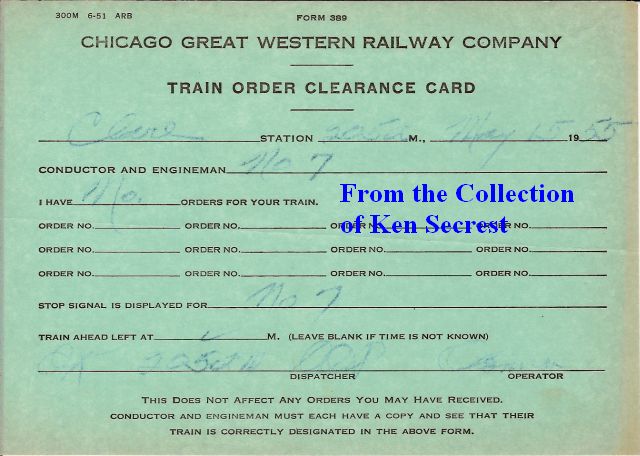 300M 6-51 ARB FORM 389
CHICAGO GREAT WESTERN RAILWAY COMPANY
TRAIN ORDER CLEARANCE CARD
Clare STATION M., May 15 1955
CONDUCTOR AND ENGINEMAN No 7
I HAVE No. ORDERS FOR YOUR TRAIN.
From the Collection of Ken Secrest
ORDER NO. ORDER NO. ORDER NO. ORDER NO.
ORDER NO. ORDER NO. ORDER NO. ORDER NO.
ORDER NO. ORDER NO. ORDER NO. ORDER NO.
STOP SIGNAL IS DISPLAYED FOR No 7
TRAIN AHEAD LEFT AT M. (LEAVE BLANK IF TIME IS NOT KNOWN)
OK
DISPATCHER OPERATOR
THIS DOES NOT AFFECT ANY ORDERS YOU MAY HAVE RECEIVED.
CONDUCTOR AND ENGINEMAN MUST EACH HAVE A COPY AND SEE THAT THEIR
TRAIN IS CORRECTLY DESIGNATED IN THE ABOVE FORM.